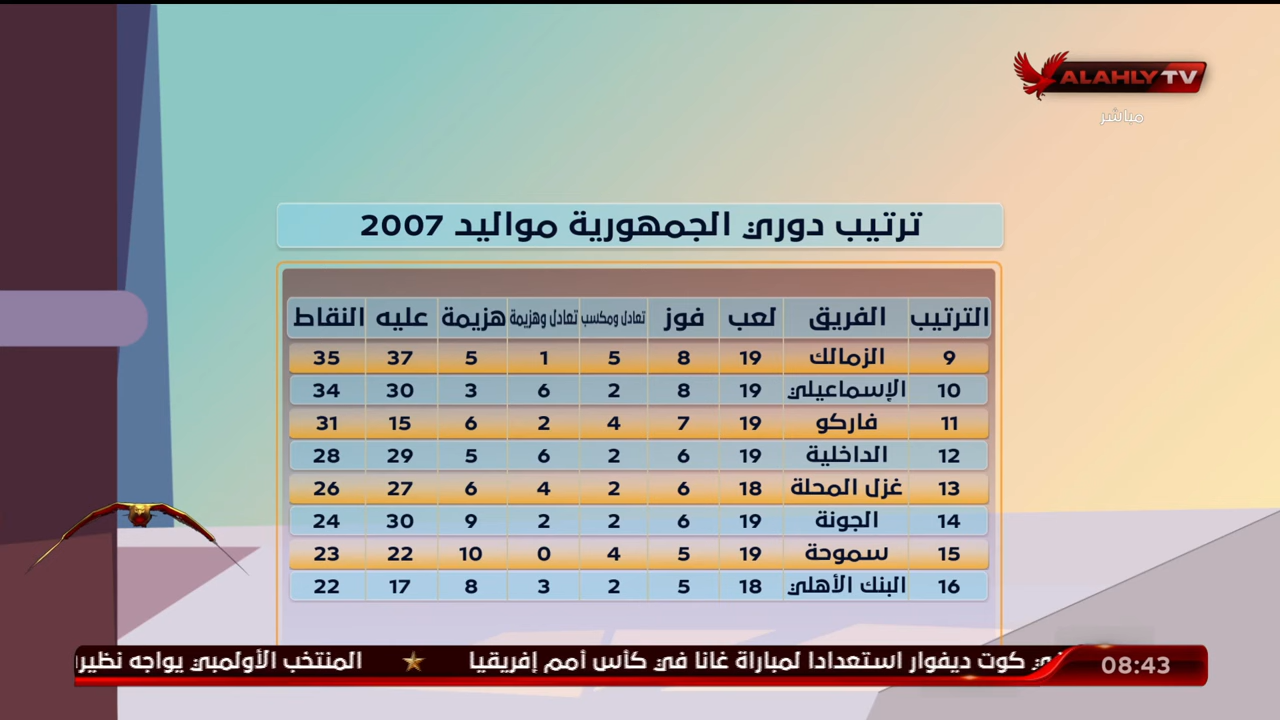 ALAHLY TV
مباشر
ترتيب دوري الجمهورية مواليد 2007
الترتيب الفريق لعب فوز تعادل ومكسب تعادل وهزيمة هزيمة عليه النقاط
9 الزمالك 19 8 5 1 5 37 35
10 الإسماعيلي 19 8 2 6 3 30 34
11 فاركو 19 7 4 2 6 15 31
12 الداخلية 19 6 2 6 5 29 28
13 غزل المحلة 18 6 2 4 6 27 26
14 الجونة 19 6 2 2 9 30 24
15 سموحة 19 5 4 0 10 22 23
16 البنك الأهلي 18 5 2 3 8 17 22
08:43 في كوت ديفوار استعدادا لمباراة غانا في كأس أمم إفريقيا المنتخب الأولمبي يواجه